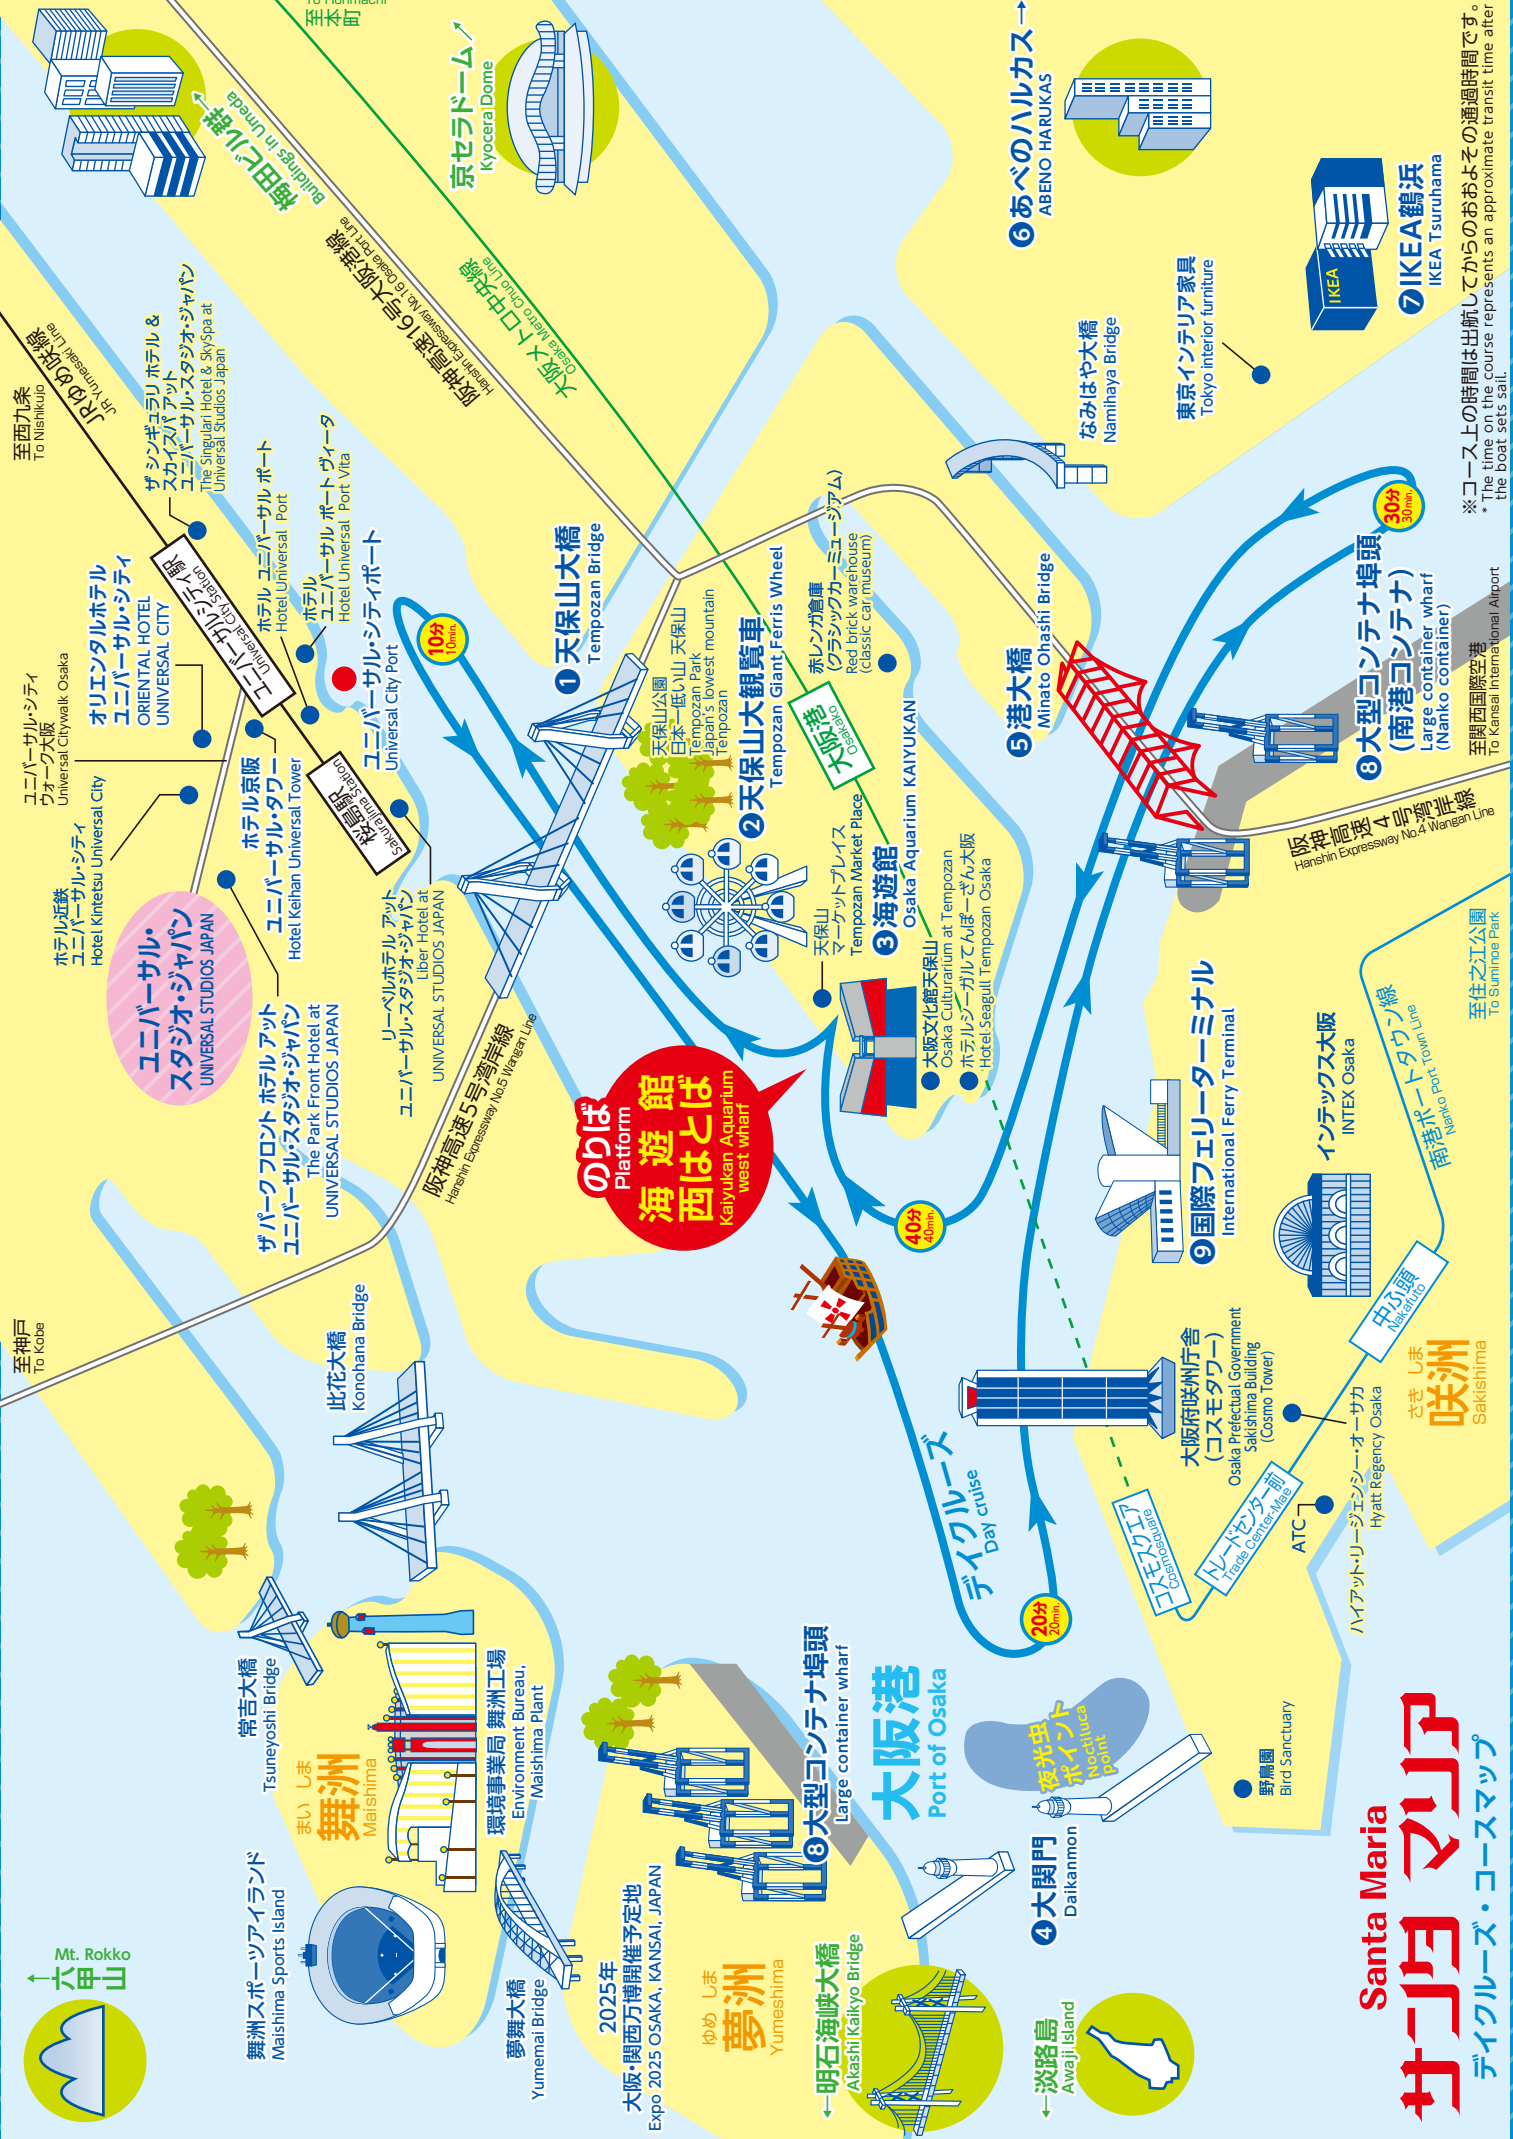 Santa Maria
サンタ マリア
デイクルーズ・コースマップ
↑
六甲山
Mt. Rokko
舞洲スポーツアイランド
Maishima Sports Island
常吉大橋
Tsuneyoshi Bridge
まい しま
舞洲
Maishima
環境事業局 舞洲工場
Environment Bureau,
Maishima Plant
夢舞大橋
Yumemai Bridge
2025年
大阪・関西万博開催予定地
Expo 2025 OSAKA, KANSAI, JAPAN
ゆめ しま
夢洲
Yumeshima
←明石海峡大橋
Akashi Kaikyo Bridge
←淡路島
Awaji Island
❽大型コンテナ埠頭
Large container wharf
大阪港
Port of Osaka
夜光虫
ポイント
Noctiluca
point
❹大関門
Daikanmon
野鳥園
Bird Sanctuary
至神戸
To Kobe
此花大橋
Konohana Bridge
阪神高速5号湾岸線
Hanshin Expressway No.5 Wangan Line
ユニバーサル・
スタジオ・ジャパン
UNIVERSAL STUDIOS JAPAN
ザ パーク フロント ホテル アット
ユニバーサル・スタジオ・ジャパン
The Park Front Hotel at
UNIVERSAL STUDIOS JAPAN
ホテル近鉄
ユニバーサル・シティ
Hotel Kintetsu Universal City
ユニバーサル・シティ
ウォーク大阪
Universal Citywalk Osaka
オリエンタルホテル
ユニバーサル・シティ
ORIENTAL HOTEL
UNIVERSAL CITY
ホテル京阪
ユニバーサル・タワー
Hotel Keihan Universal Tower
リーベルホテル アット
ユニバーサル・スタジオ・ジャパン
Liber Hotel at
UNIVERSAL STUDIOS JAPAN
桜島駅
Sakurajima Station
ユニバーサルシティ駅
Universal City Station
至西九条
To Nishikujo
JRゆめ咲線
JR Yumesaki Line
ザ シンギュラリ ホテル &
スカイスパ アット
ユニバーサル・スタジオ・ジャパン
The Singulari Hotel & SkySpa at
Universal Studios Japan
ホテル ユニバーサル ポート
Hotel Universal Port
ホテル
ユニバーサル ポート ヴィータ
Hotel Universal Port Vita
ユニバーサル・シティポート
Universal City Port
梅田ビル群
Buildings in Umeda
至本町
To Honmachi
京セラドーム
Kyocera Dome
阪神高速16号大阪港線
Hanshin Expressway No.16 Osaka Port Line
大阪メトロ中央線
Osaka Metro Chuo Line
10分
10min.
❶天保山大橋
Tempozan Bridge
天保山公園
日本一低い山 天保山
Tempozan Park
Japan's lowest mountain
Tenpozan
❷天保山大観覧車
Tempozan Giant Ferris Wheel
大阪港
Osakako
赤レンガ倉庫
(クラシックカーミュージアム)
Red brick warehouse
(classic car museum)
天保山
マーケットプレイス
Tempozan Market Place
❸海遊館
Osaka Aquarium KAIYUKAN
大阪文化館天保山
Osaka Culturarium at Tempozan
ホテルシーガルてんぽーざん大阪
Hotel Seagull Tempozan Osaka
のりば
Platform
海遊館
西はとば
Kaiyukan Aquarium
west wharf
40分
40min.
デイクルーズ
Day cruise
20分
20min.
❺港大橋
Minato Ohashi Bridge
なみはや大橋
Namihaya Bridge
❻あべのハルカス→
ABENO HARUKAS
東京インテリア家具
Tokyo interior furniture
IKEA
❼IKEA鶴浜
IKEA Tsuruhama
30分
30min.
❽大型コンテナ埠頭
(南港コンテナ)
Large container wharf
(Nanko container)
至関西国際空港
To Kansai International Airport
阪神高速4号湾岸線
Hanshin Expressway No.4 Wangan Line
❾国際フェリーターミナル
International Ferry Terminal
インテックス大阪
INTEX Osaka
至住之江公園
To Suminoe Park
南港ポートタウン線
Nanko Port Town Line
中ふ頭
Nakafuto
大阪府咲州庁舎
(コスモタワー)
Osaka Prefectual Government
Sakishima Building
(Cosmo Tower)
コスモスクエア
Cosmosquare
トレードセンター前
Trade Center-Mae
ATC
ハイアット・リージェンシー・オーサカ
Hyatt Regency Osaka
さき しま
咲洲
Sakishima
※コース上の時間は出航してからのおおよその通過時間です。
* The time on the course represents an approximate transit time after
the boat sets sail.